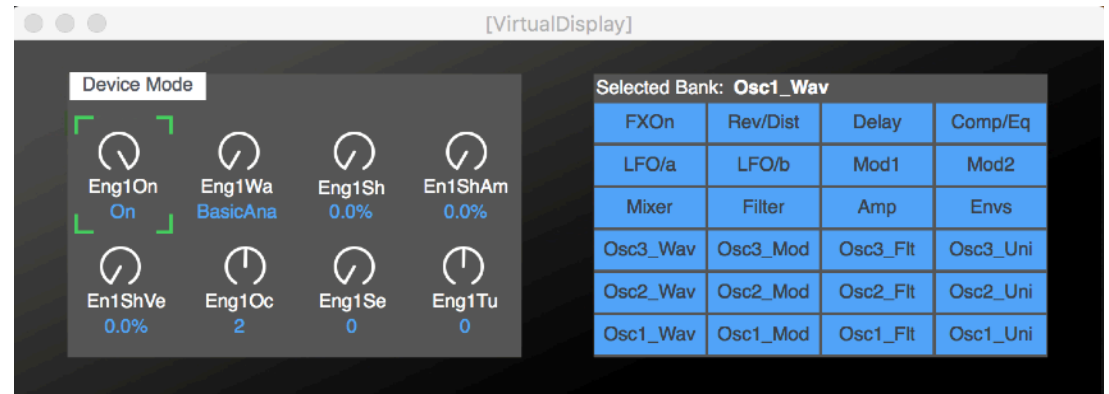 [VirtualDisplay]
Device Mode
Eng1On Eng1Wa Eng1Sh En1ShAm
On BasicAna 0.0% 0.0%
En1ShVe Eng1Oc Eng1Se Eng1Tu
0.0% 2 0 0
Selected Bank: Osc1_Wav
FXOn Rev/Dist Delay Comp/Eq
LFO/a LFO/b Mod1 Mod2
Mixer Filter Amp Envs
Osc3_Wav Osc3_Mod Osc3_Flt Osc3_Uni
Osc2_Wav Osc2_Mod Osc2_Flt Osc2_Uni
Osc1_Wav Osc1_Mod Osc1_Flt Osc1_Uni